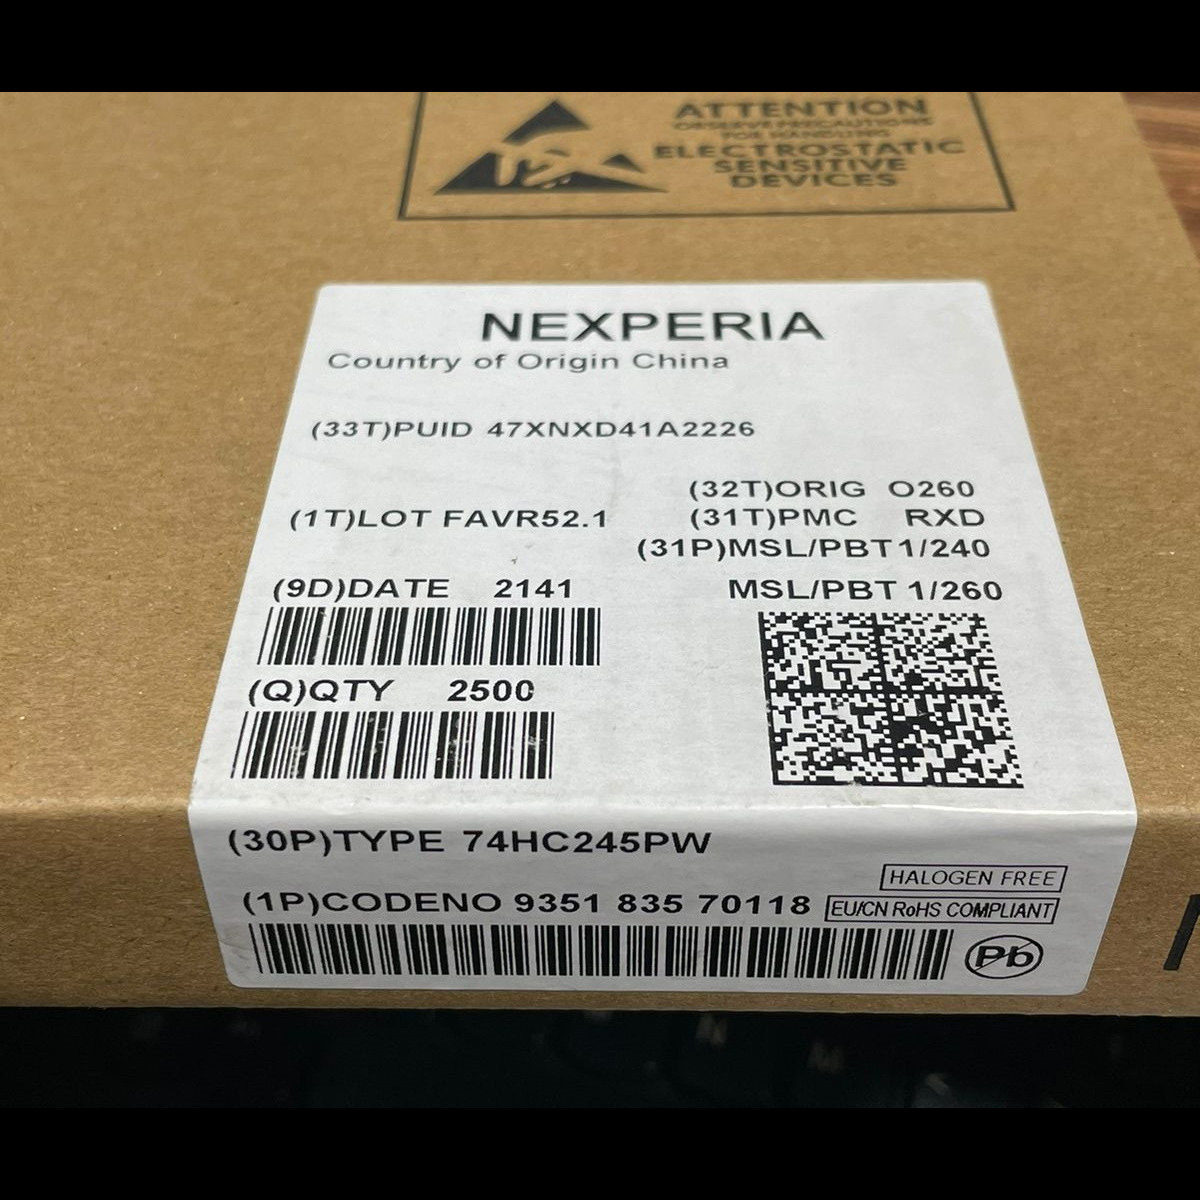 ATTENTION
OBSERVE PRECAUTIONS
FOR HANDLING
ELECTROSTATIC
SENSITIVE
DEVICES
NEXPERIA
Country of Origin China
(33T)PUID 47XNXD41A2226
(32T)ORIG O260
(1T)LOT FAVR52.1 (31T)PMC RXD
(31P)MSL/PBT 1/240
(9D)DATE 2141 MSL/PBT 1/260
(Q)QTY 2500
(30P)TYPE 74HC245PW
HALOGEN FREE
(1P)CODENO 9351 835 70118 EU/CN RoHS COMPLIANT
Pb